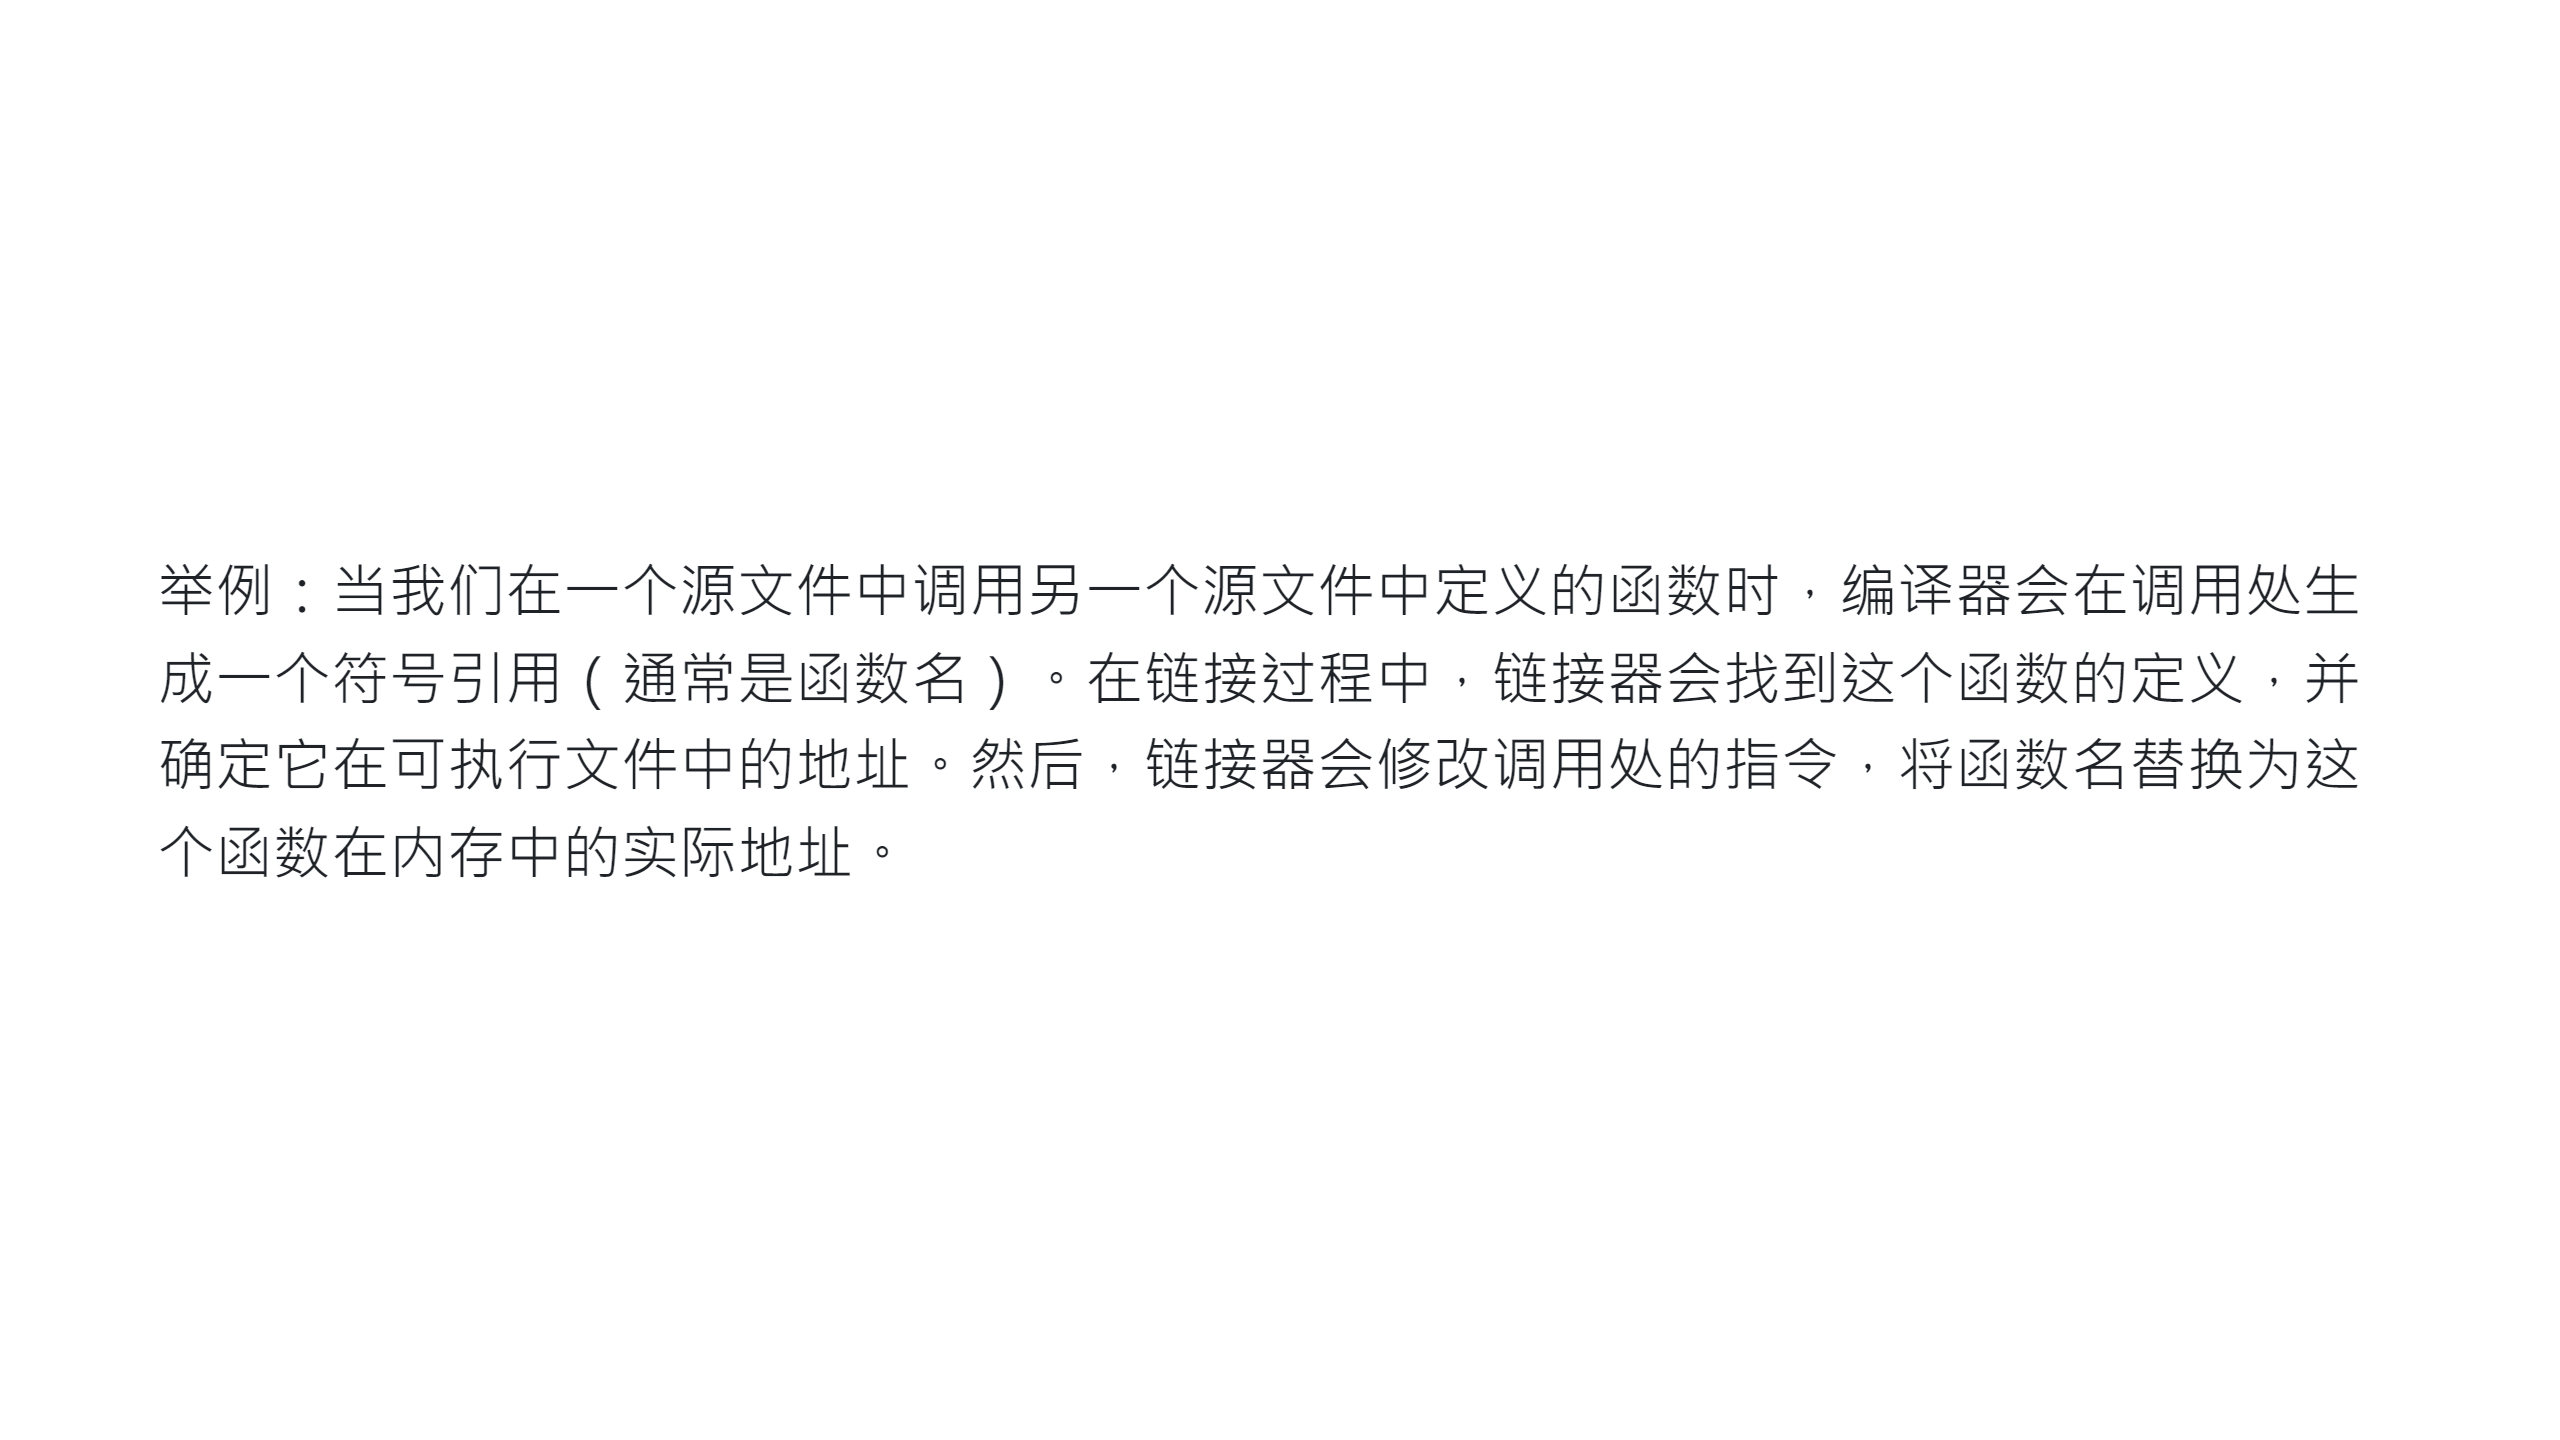 举例：当我们在一个源文件中调用另一个源文件中定义的函数时，编译器会在调用处生
成一个符号引用（通常是函数名）。在链接过程中，链接器会找到这个函数的定义，并
确定它在可执行文件中的地址。然后，链接器会修改调用处的指令，将函数名替换为这
个函数在内存中的实际地址。